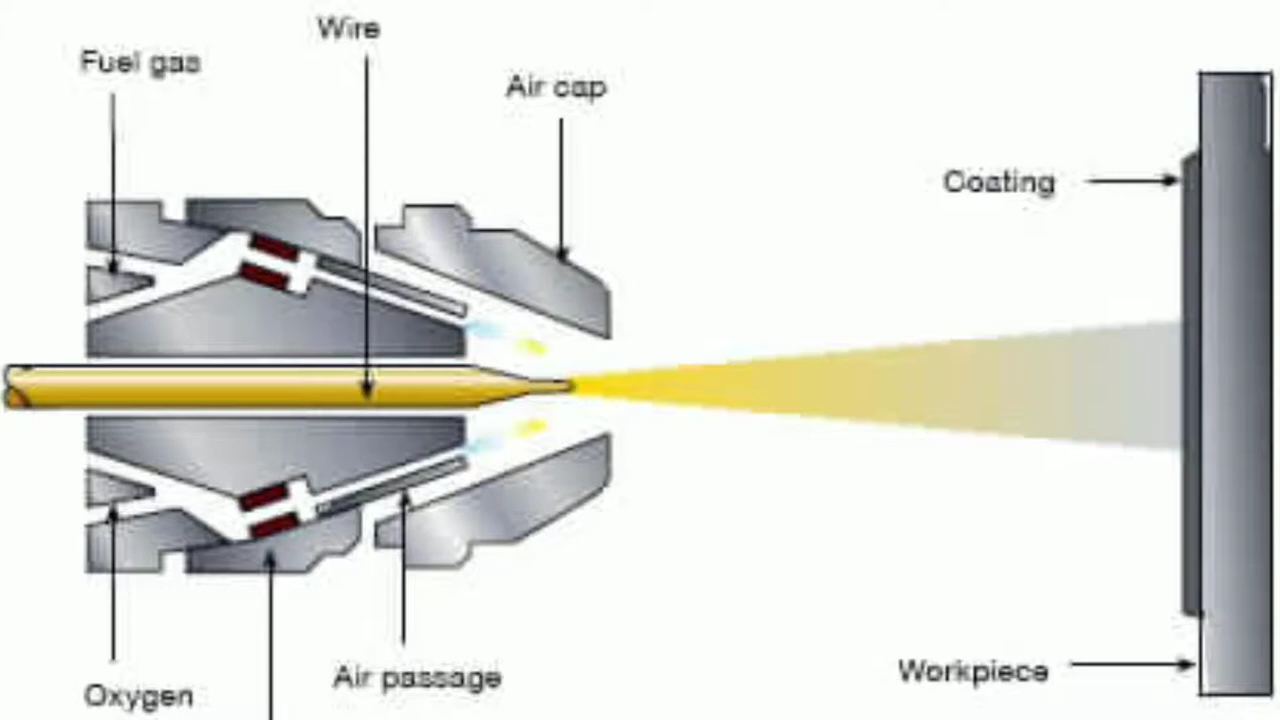 Wire
Fuel gas
Air cap
Coating
Workpiece
Air passage
Oxygen